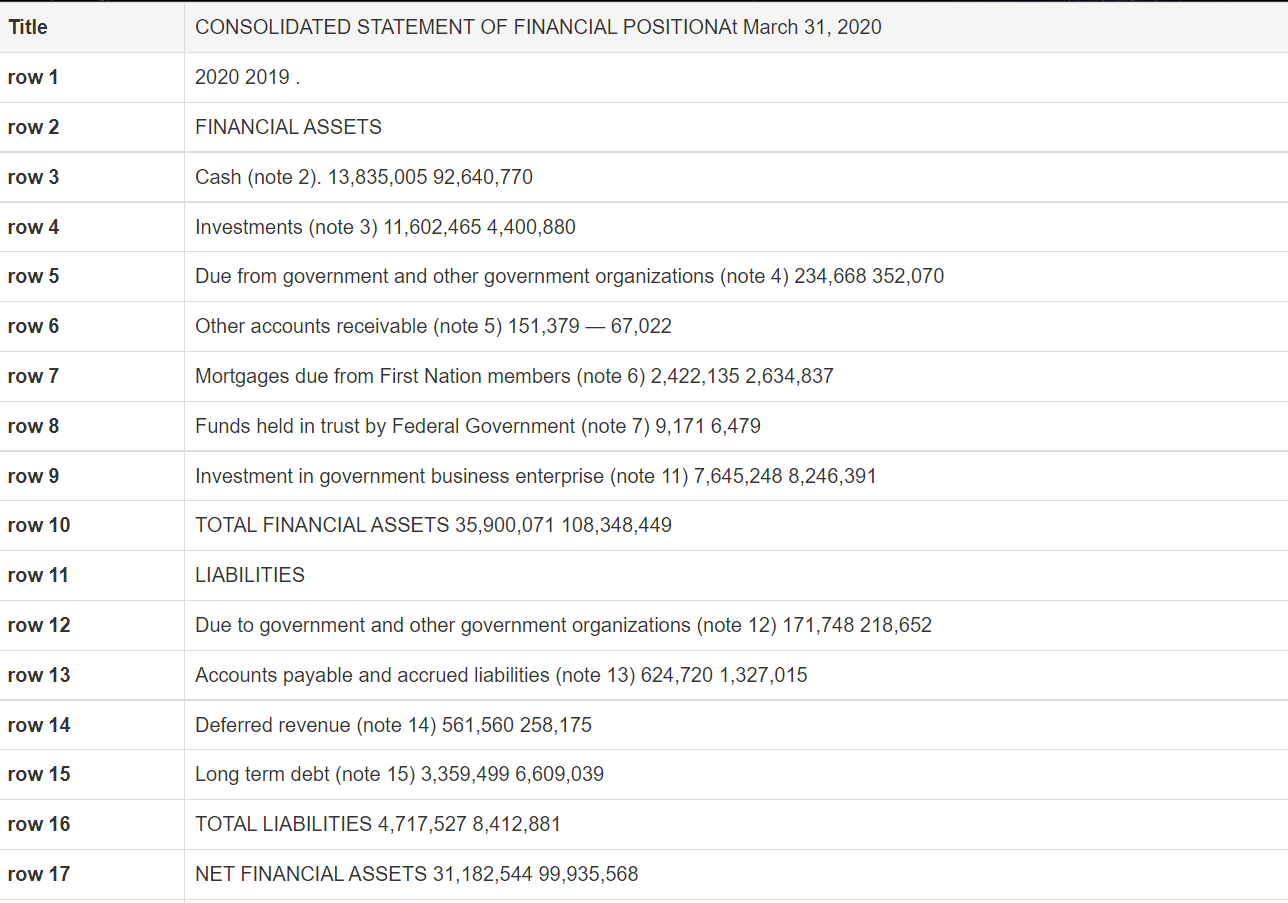 Title CONSOLIDATED STATEMENT OF FINANCIAL POSITIONAt March 31, 2020
row 1 2020 2019 .
row 2 FINANCIAL ASSETS
row 3 Cash (note 2). 13,835,005 92,640,770
row 4 Investments (note 3) 11,602,465 4,400,880
row 5 Due from government and other government organizations (note 4) 234,668 352,070
row 6 Other accounts receivable (note 5) 151,379 — 67,022
row 7 Mortgages due from First Nation members (note 6) 2,422,135 2,634,837
row 8 Funds held in trust by Federal Government (note 7) 9,171 6,479
row 9 Investment in government business enterprise (note 11) 7,645,248 8,246,391
row 10 TOTAL FINANCIAL ASSETS 35,900,071 108,348,449
row 11 LIABILITIES
row 12 Due to government and other government organizations (note 12) 171,748 218,652
row 13 Accounts payable and accrued liabilities (note 13) 624,720 1,327,015
row 14 Deferred revenue (note 14) 561,560 258,175
row 15 Long term debt (note 15) 3,359,499 6,609,039
row 16 TOTAL LIABILITIES 4,717,527 8,412,881
row 17 NET FINANCIAL ASSETS 31,182,544 99,935,568